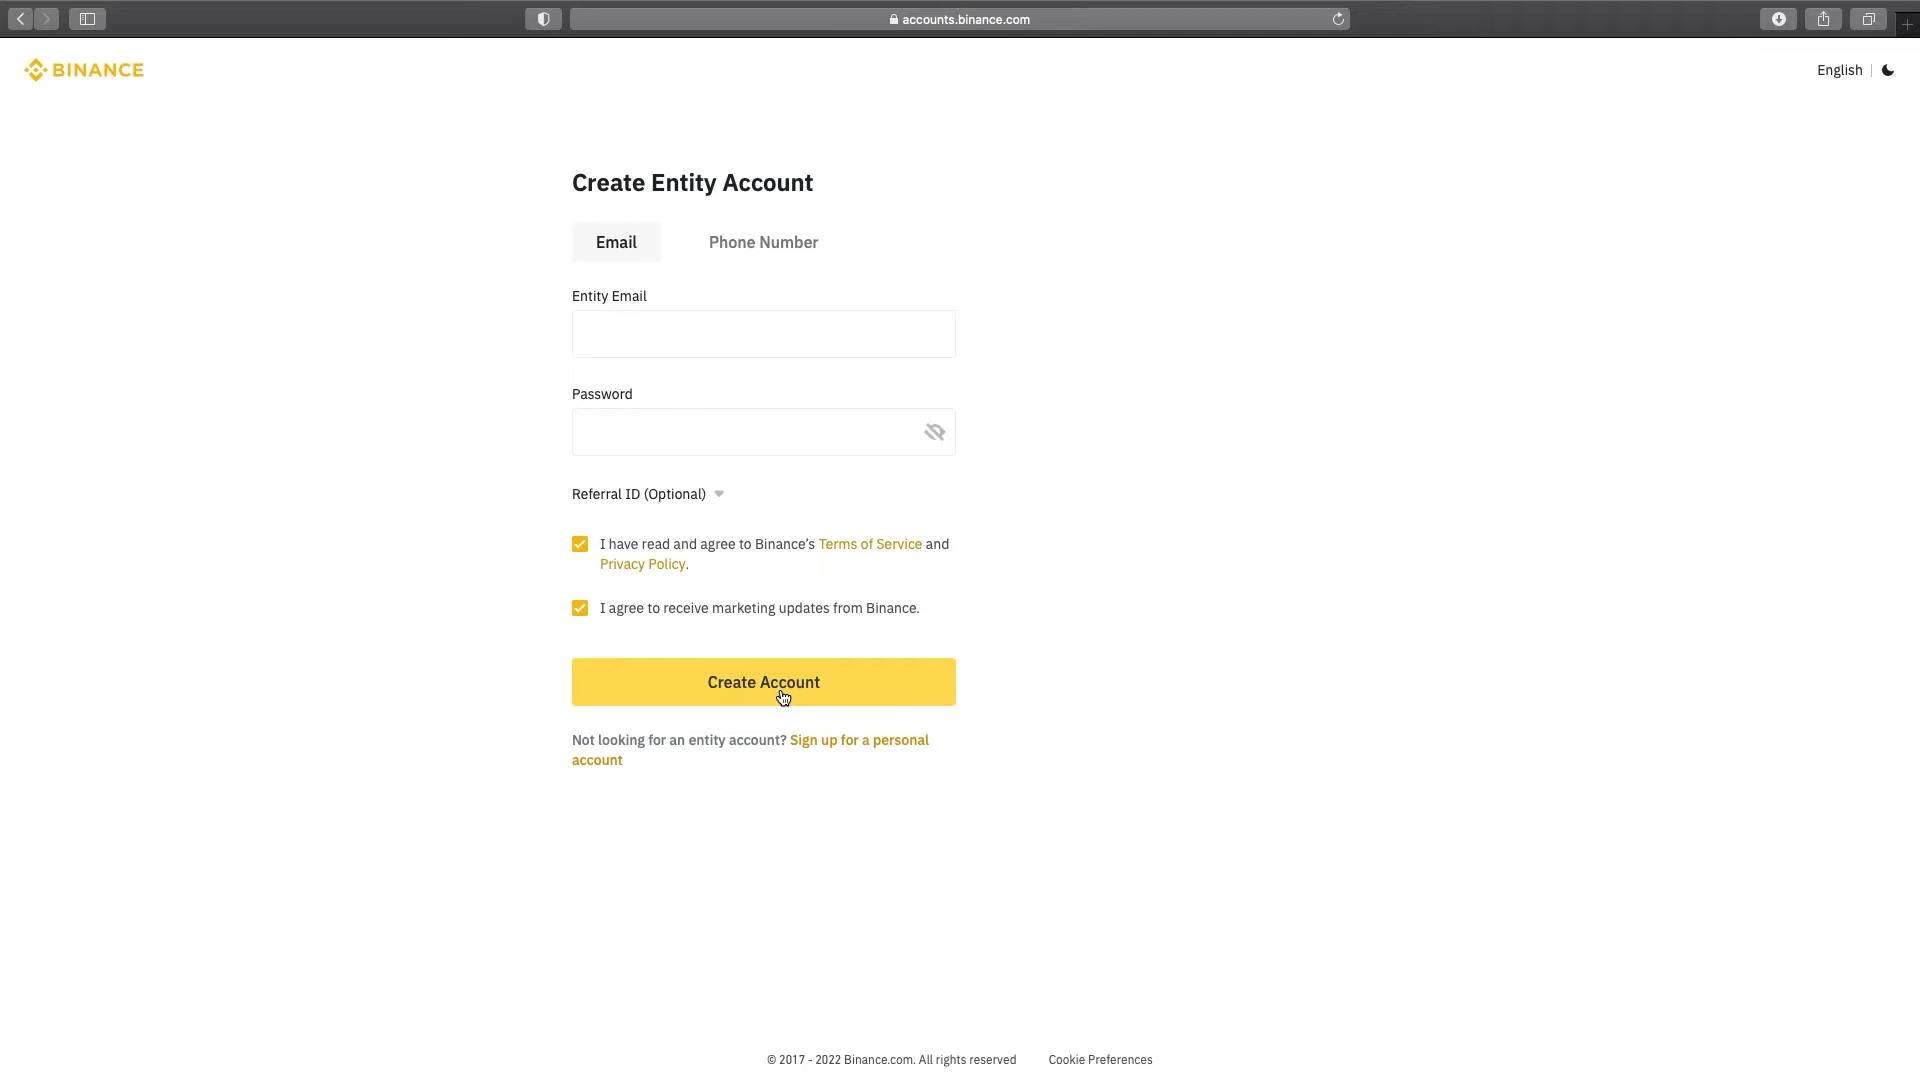 accounts.binance.com
BINANCE
English
Create Entity Account
Email
Phone Number
Entity Email
Password
Referral ID (Optional)
I have read and agree to Binance’s Terms of Service and
Privacy Policy.
I agree to receive marketing updates from Binance.
Create Account
Not looking for an entity account? Sign up for a personal
account
© 2017 - 2022 Binance.com. All rights reserved
Cookie Preferences